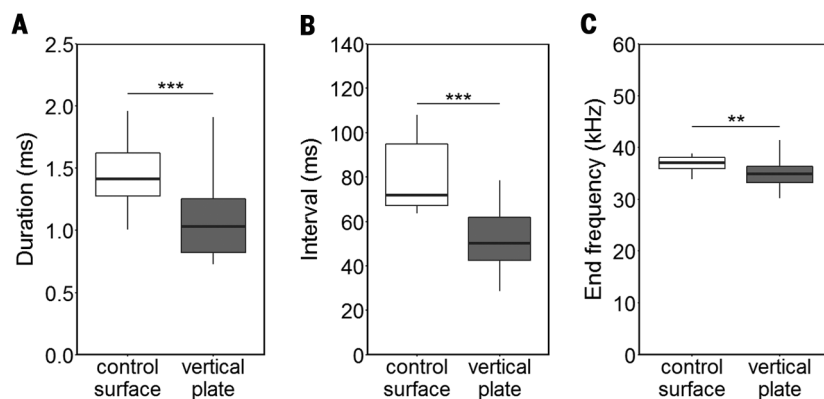 A
Duration (ms)
2.5
2.0
1.5
1.0
0.5
0.0
***
control surface
vertical plate
B
Interval (ms)
140
120
100
80
60
40
20
0
***
control surface
vertical plate
C
End frequency (kHz)
60
50
40
30
20
10
0
**
control surface
vertical plate